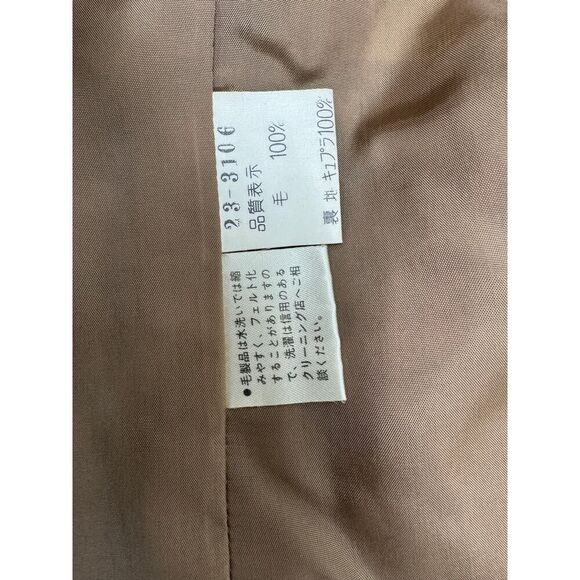 23-3106
品質表示
毛 100%
裏 地 キュプラ100%
●毛製品は水洗いでは縮
みやすく、フェルト化
することがありますの
で、洗濯は信用のある
クリーニング店へご相
談ください。